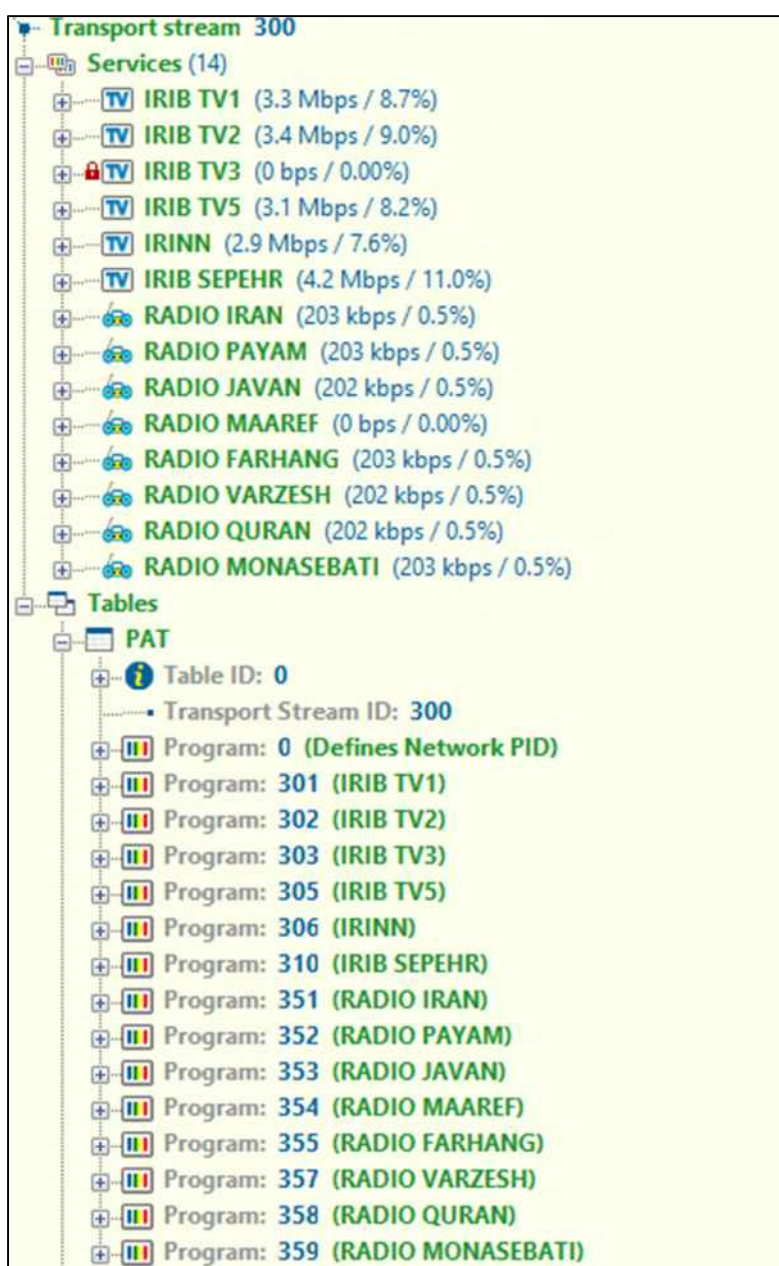 Transport stream 300
Services (14)
TV IRIB TV1 (3.3 Mbps / 8.7%)
TV IRIB TV2 (3.4 Mbps / 9.0%)
TV IRIB TV3 (0 bps / 0.00%)
TV IRIB TV5 (3.1 Mbps / 8.2%)
TV IRINN (2.9 Mbps / 7.6%)
TV IRIB SEPEHR (4.2 Mbps / 11.0%)
RADIO IRAN (203 kbps / 0.5%)
RADIO PAYAM (203 kbps / 0.5%)
RADIO JAVAN (202 kbps / 0.5%)
RADIO MAAREF (0 bps / 0.00%)
RADIO FARHANG (203 kbps / 0.5%)
RADIO VARZESH (202 kbps / 0.5%)
RADIO QURAN (202 kbps / 0.5%)
RADIO MONASEBATI (203 kbps / 0.5%)
Tables
PAT
Table ID: 0
Transport Stream ID: 300
Program: 0 (Defines Network PID)
Program: 301 (IRIB TV1)
Program: 302 (IRIB TV2)
Program: 303 (IRIB TV3)
Program: 305 (IRIB TV5)
Program: 306 (IRINN)
Program: 310 (IRIB SEPEHR)
Program: 351 (RADIO IRAN)
Program: 352 (RADIO PAYAM)
Program: 353 (RADIO JAVAN)
Program: 354 (RADIO MAAREF)
Program: 355 (RADIO FARHANG)
Program: 357 (RADIO VARZESH)
Program: 358 (RADIO QURAN)
Program: 359 (RADIO MONASEBATI)